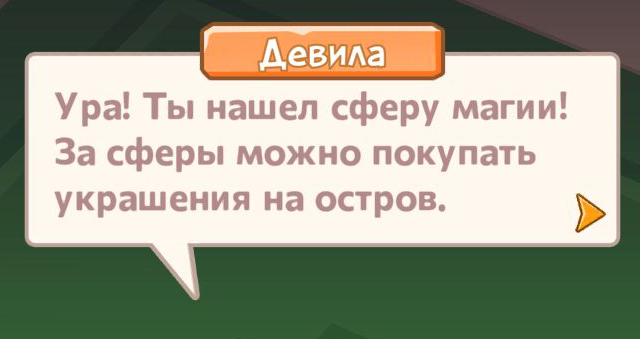 Девила
Ура! Ты нашел сферу магии!
За сферы можно покупать
украшения на остров.